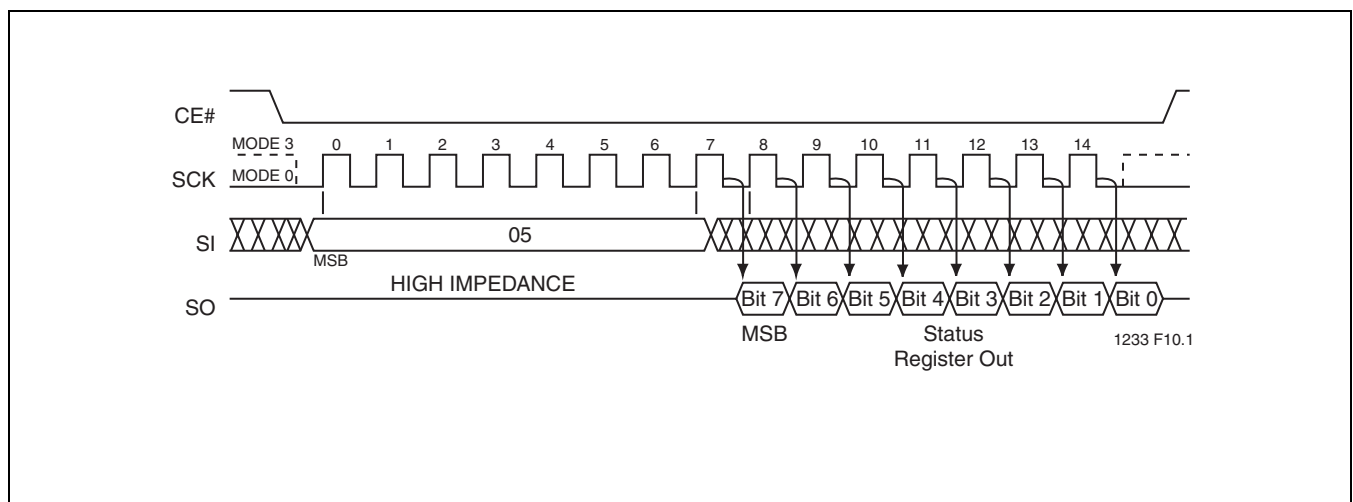 CE#
MODE 3 0 1 2 3 4 5 6 7 8 9 10 11 12 13 14
SCK MODE 0
SI 05
MSB
HIGH IMPEDANCE
SO Bit 7 Bit 6 Bit 5 Bit 4 Bit 3 Bit 2 Bit 1 Bit 0
MSB Status
Register Out
1233 F10.1